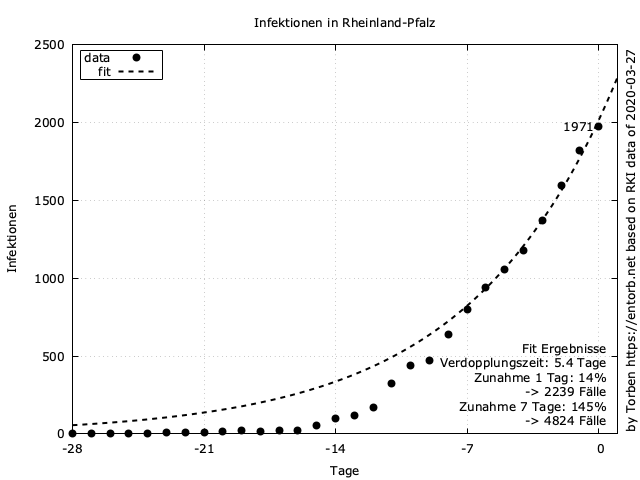 Infektionen in Rheinland-Pfalz
data
fit
2500
2000
1500
1000
500
0
Infektionen
1971
Fit Ergebnisse
Verdopplungszeit: 5.4 Tage
Zunahme 1 Tag: 14%
-> 2239 Fälle
Zunahme 7 Tage: 145%
-> 4824 Fälle
-28 -21 -14 -7 0
Tage
by Torben https://entorb.net based on RKI data of 2020-03-27